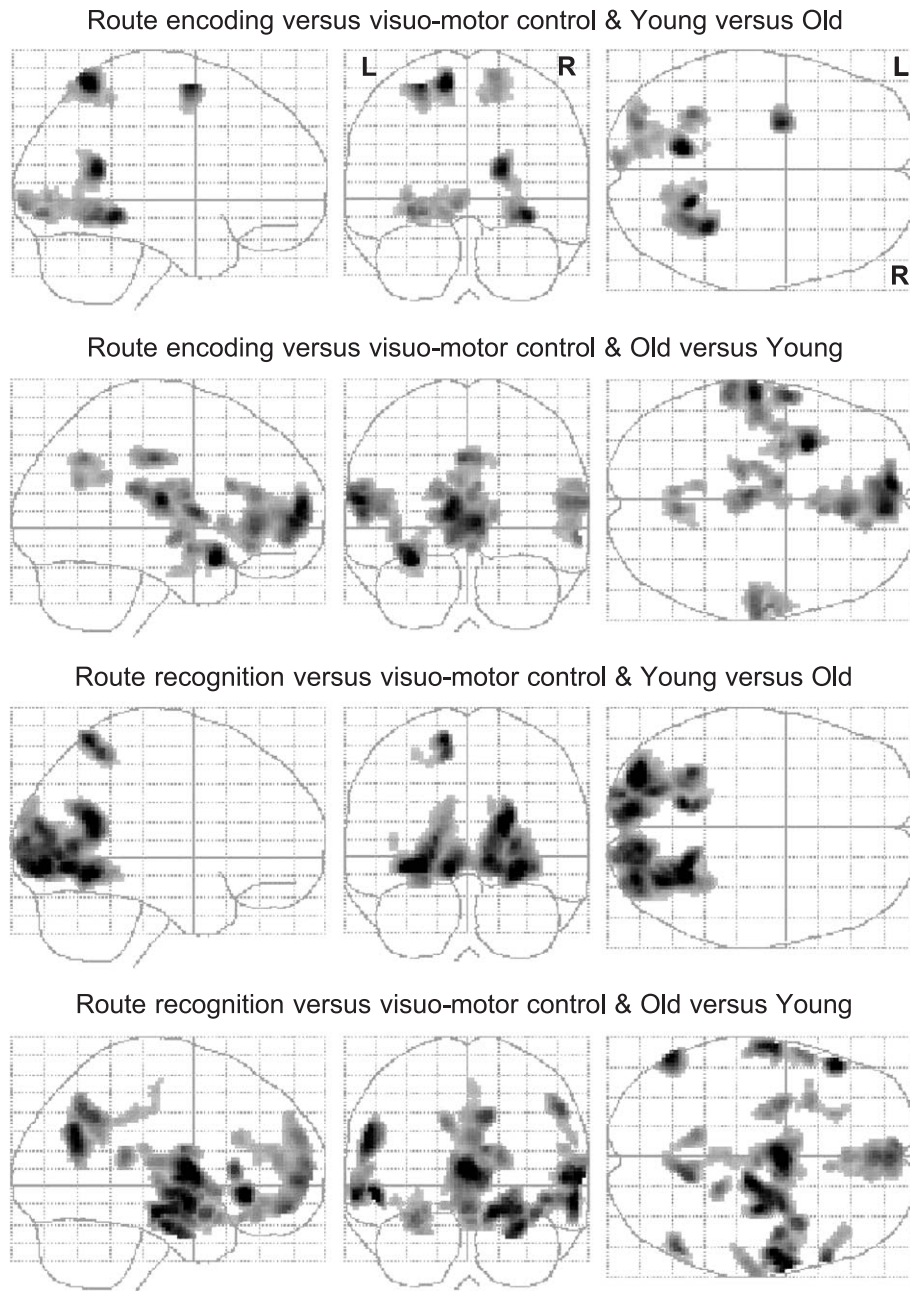 Route encoding versus visuo-motor control & Young versus Old
L
R
L
R
Route encoding versus visuo-motor control & Old versus Young
Route recognition versus visuo-motor control & Young versus Old
Route recognition versus visuo-motor control & Old versus Young